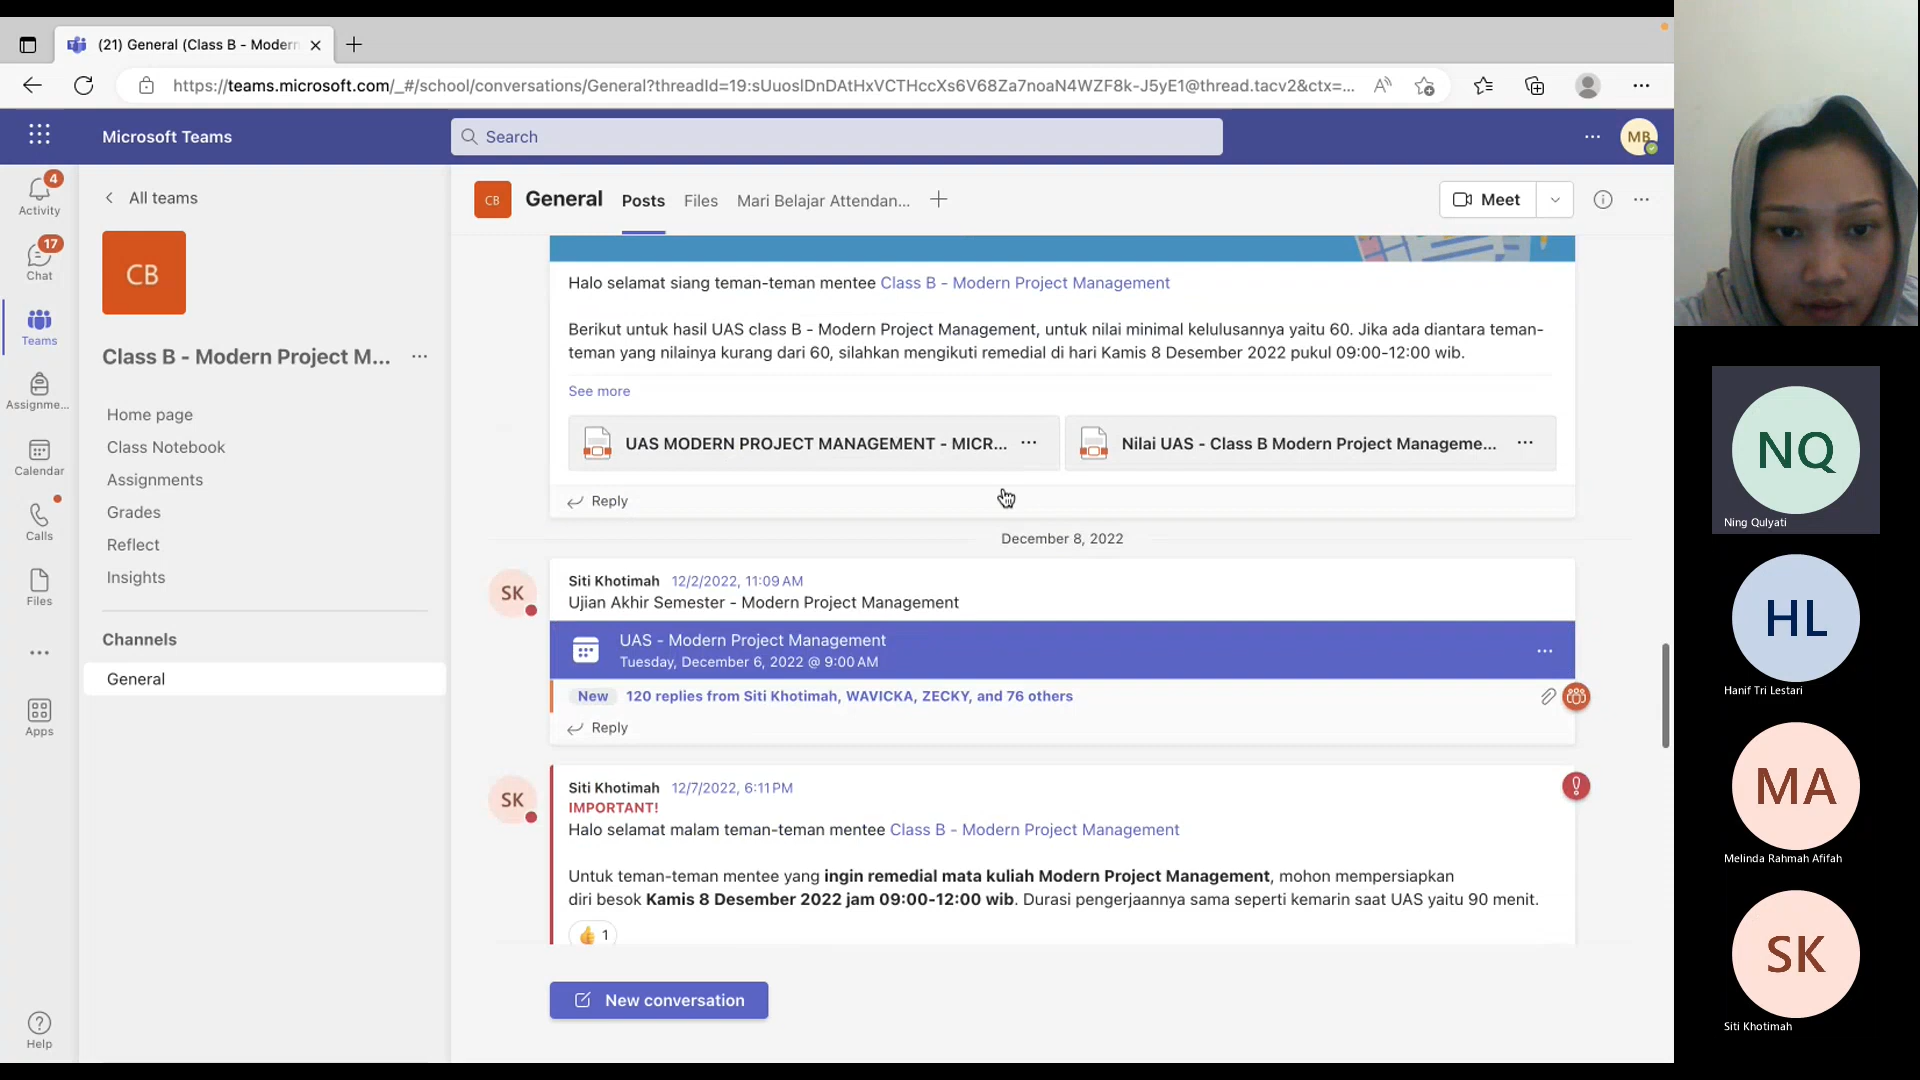 (21) General (Class B - Modern
https://teams.microsoft.com/_#/school/conversations/General?threadId=19:sUuoslDnDAtHxVCTHccXs6V68Za7noaN4WZF8k-J5yE1@thread.tacv2&ctx=...
Microsoft Teams
Search
MB
4
Activity
17
Chat
Teams
Assignme...
Calendar
Calls
Files
Apps
Help
All teams
CB
Class B - Modern Project M...
Home page
Class Notebook
Assignments
Grades
Reflect
Insights
Channels
General
CB
General
Posts
Files
Mari Belajar Attendan...
Meet
Halo selamat siang teman-teman mentee Class B - Modern Project Management
Berikut untuk hasil UAS class B - Modern Project Management, untuk nilai minimal kelulusannya yaitu 60. Jika ada diantara teman-
teman yang nilainya kurang dari 60, silahkan mengikuti remedial di hari Kamis 8 Desember 2022 pukul 09:00-12:00 wib.
See more
UAS MODERN PROJECT MANAGEMENT - MICR...
Nilai UAS - Class B Modern Project Manageme...
Reply
December 8, 2022
SK
Siti Khotimah 12/2/2022, 11:09 AM
Ujian Akhir Semester - Modern Project Management
UAS - Modern Project Management
Tuesday, December 6, 2022 @ 9:00 AM
New 120 replies from Siti Khotimah, WAVICKA, ZECKY, and 76 others
Reply
SK
Siti Khotimah 12/7/2022, 6:11 PM
IMPORTANT!
Halo selamat malam teman-teman mentee Class B - Modern Project Management
Untuk teman-teman mentee yang ingin remedial mata kuliah Modern Project Management, mohon mempersiapkan
diri besok Kamis 8 Desember 2022 jam 09:00-12:00 wib. Durasi pengerjaannya sama seperti kemarin saat UAS yaitu 90 menit.
1
New conversation
NQ
Ning Qulyati
HL
Hanif Tri Lestari
MA
Melinda Rahmah Afifah
SK
Siti Khotimah